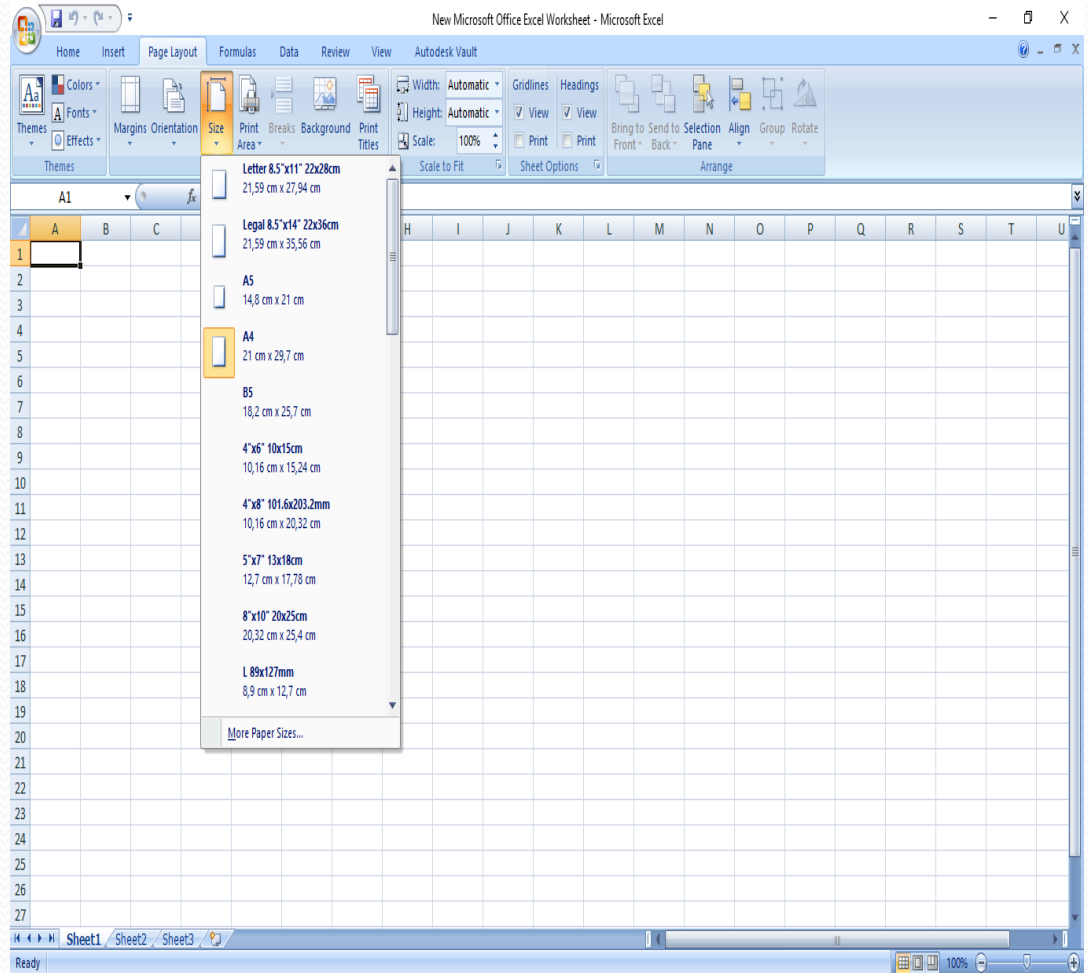 New Microsoft Office Excel Worksheet - Microsoft Excel
Home Insert Page Layout Formulas Data Review View Autodesk Vault
Themes
Colors
Fonts
Effects
Themes
Margins Orientation Size Print Area Breaks Background Print Titles
Width: Automatic
Height: Automatic
Scale: 100%
Scale to Fit
Gridlines Headings
View View
Print Print
Sheet Options
Bring to Front Send to Back Selection Pane Align Group Rotate
Arrange
A1 fx
A B C H I J K L M N O P Q R S T U
Letter 8.5"x11" 22x28cm
21,59 cm x 27,94 cm
Legal 8.5"x14" 22x36cm
21,59 cm x 35,56 cm
A5
14,8 cm x 21 cm
A4
21 cm x 29,7 cm
B5
18,2 cm x 25,7 cm
4"x6" 10x15cm
10,16 cm x 15,24 cm
4"x8" 101.6x203.2mm
10,16 cm x 20,32 cm
5"x7" 13x18cm
12,7 cm x 17,78 cm
8"x10" 20x25cm
20,32 cm x 25,4 cm
L 89x127mm
8,9 cm x 12,7 cm
More Paper Sizes...
1
2
3
4
5
6
7
8
9
10
11
12
13
14
15
16
17
18
19
20
21
22
23
24
25
26
27
Sheet1 Sheet2 Sheet3
Ready 100%